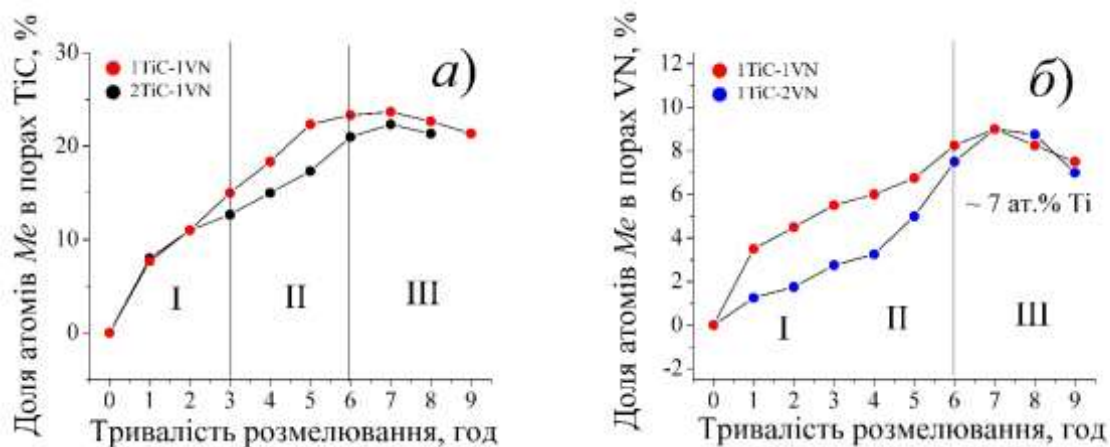 Доля атомів Me в порах TiC, %
30
20
10
0
1TiC-1VN
2TiC-1VN
а)
I
II
III
0 1 2 3 4 5 6 7 8 9
Тривалість розмелювання, год
Доля атомів Me в порах VN, %
12
10
8
6
4
2
0
-2
1TiC-1VN
1TiC-2VN
б)
~ 7 ат.% Ti
I
II
III
0 1 2 3 4 5 6 7 8 9
Тривалість розмелювання, год